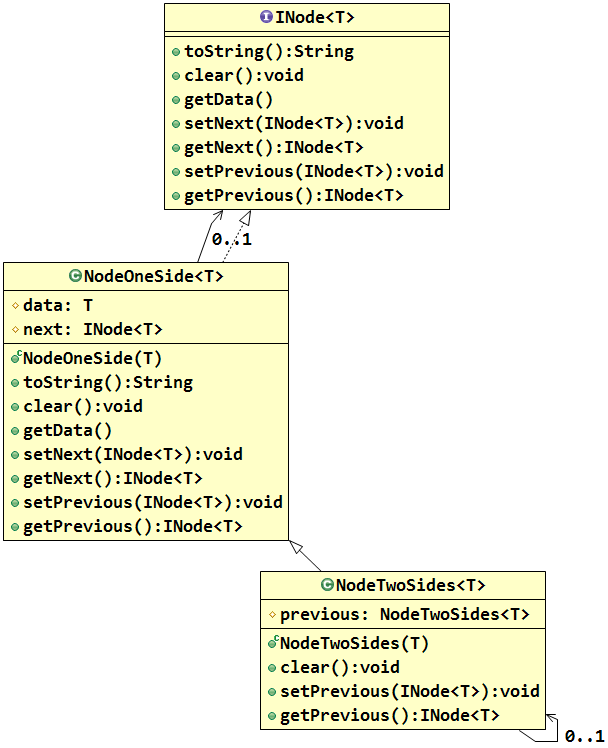 INode<T>
toString():String
clear():void
getData()
setNext(INode<T>):void
getNext():INode<T>
setPrevious(INode<T>):void
getPrevious():INode<T>
0..1
NodeOneSide<T>
data: T
next: INode<T>
NodeOneSide(T)
toString():String
clear():void
getData()
setNext(INode<T>):void
getNext():INode<T>
setPrevious(INode<T>):void
getPrevious():INode<T>
NodeTwoSides<T>
previous: NodeTwoSides<T>
NodeTwoSides(T)
clear():void
setPrevious(INode<T>):void
getPrevious():INode<T>
0..1